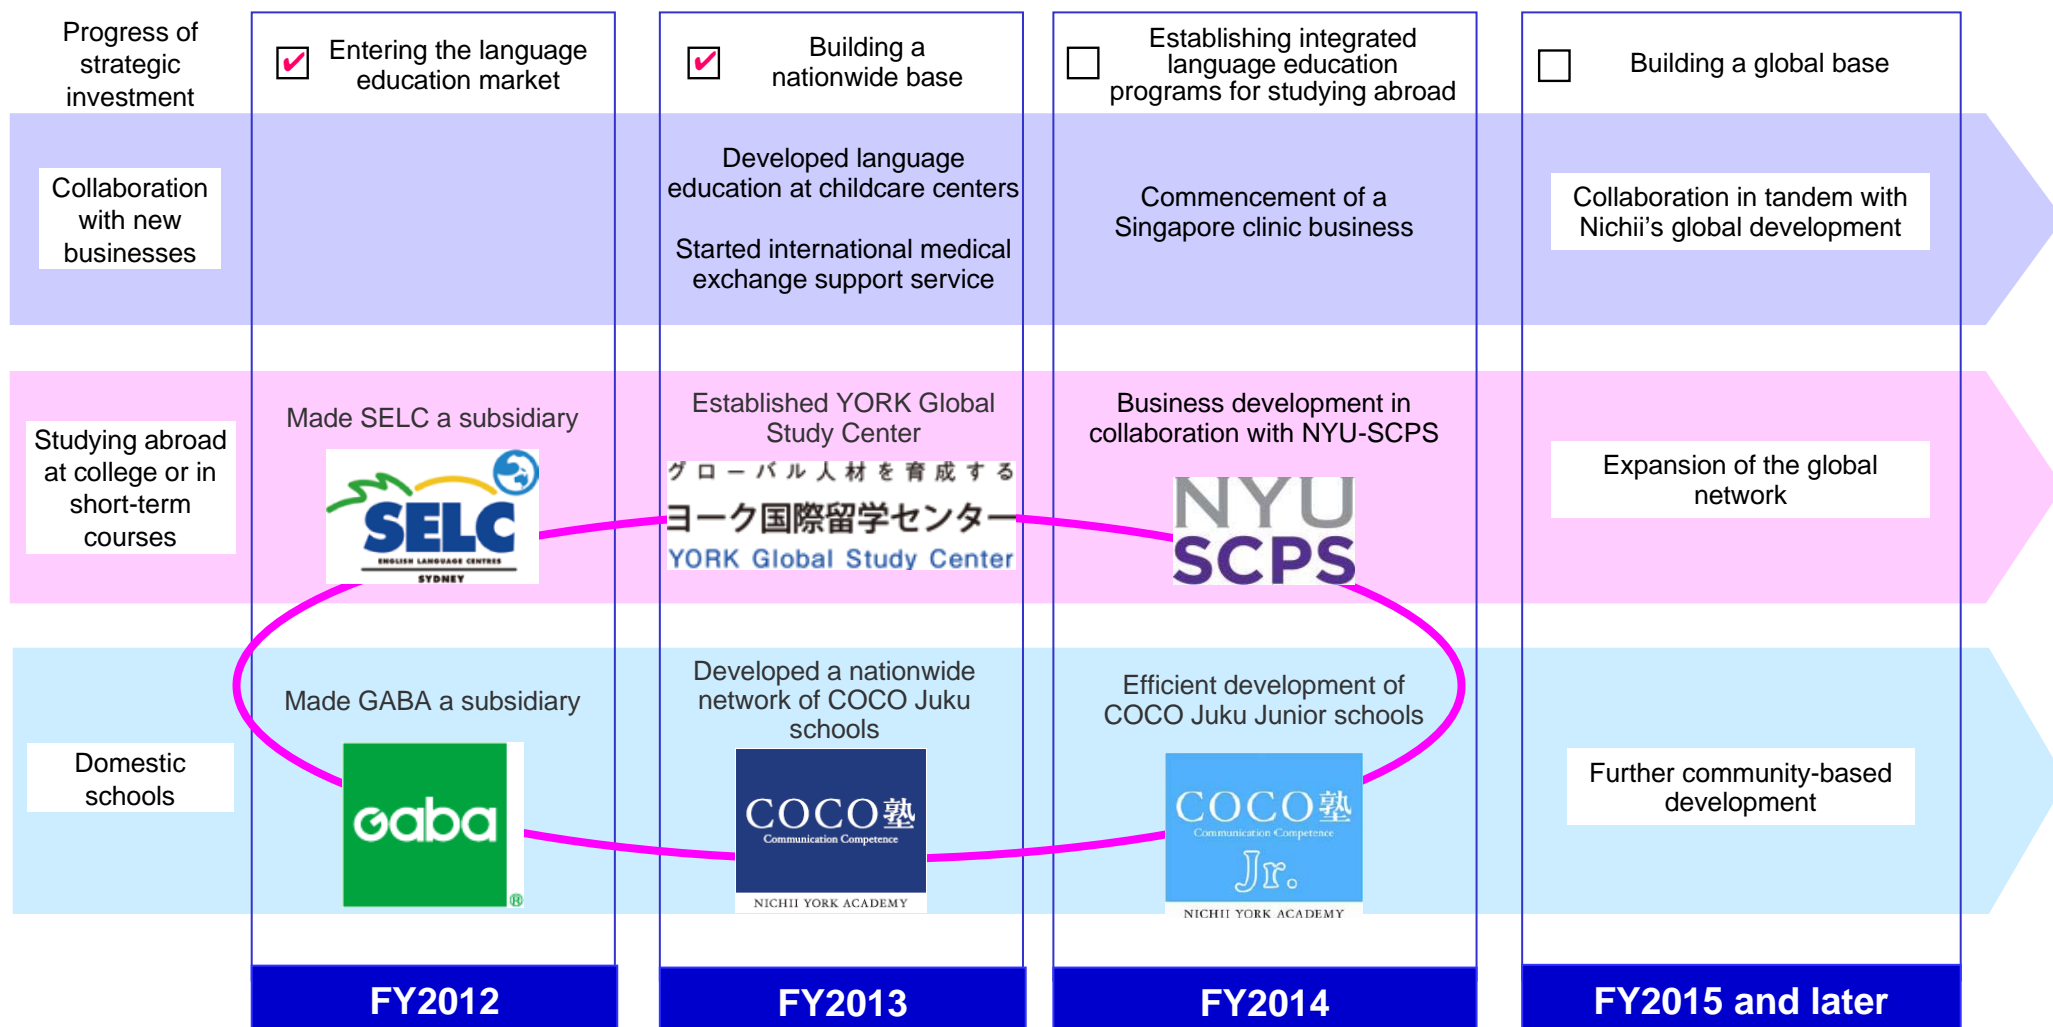 Progress of
strategic
investment
Entering the language
education market
Building a
nationwide base
Establishing integrated
language education
programs for studying abroad
Building a global base
Collaboration
with new
businesses
Developed language
education at childcare centers
Started international medical
exchange support service
Commencement of a
Singapore clinic business
Collaboration in tandem with
Nichii's global development
Studying abroad
at college or in
short-term
courses
Made SELC a subsidiary
SELC
ENGLISH LANGUAGE CENTRES
SYDNEY
Established YORK Global
Study Center
グローバル人材を育成する
ヨーク国際留学センター
YORK Global Study Center
Business development in
collaboration with NYU-SCPS
NYU
SCPS
Expansion of the global
network
Domestic
schools
Made GABA a subsidiary
Gaba
®
Developed a nationwide
network of COCO Juku
schools
COCO塾
Communication Competence
NICHII YORK ACADEMY
Efficient development of
COCO Juku Junior schools
COCO塾
Communication Competence
Jr.
NICHII YORK ACADEMY
Further community-based
development
FY2012
FY2013
FY2014
FY2015 and later